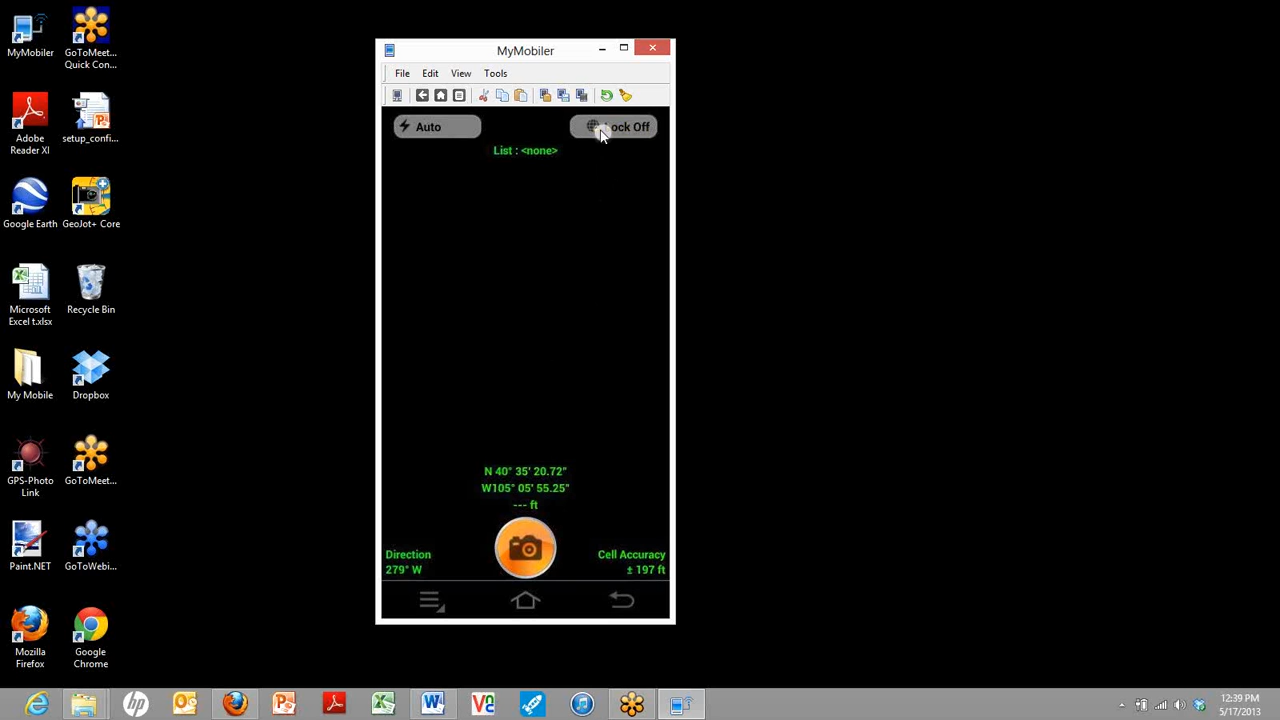 MyMobiler
GoToMeet...
Quick Con...
Adobe
Reader XI
setup_confi...
Google Earth
GeoJot+ Core
Microsoft
Excel t.xlsx
Recycle Bin
My Mobile
Dropbox
GPS-Photo
Link
GoToMeet...
Paint.NET
GoToWebi...
Mozilla
Firefox
Google
Chrome
MyMobiler
File Edit View Tools
Auto
Lock Off
List : <none>
N 40° 35' 20.72"
W105° 05' 55.25"
--- ft
Direction
279° W
Cell Accuracy
± 197 ft
12:39 PM
5/17/2013